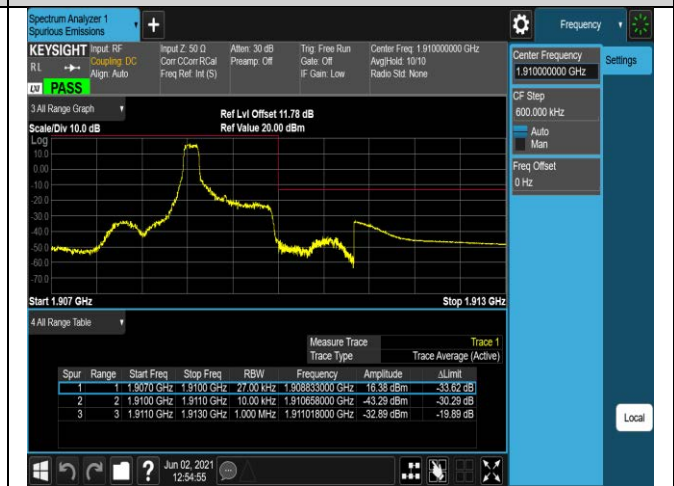 Spectrum Analyzer 1
Spurious Emissions
+
Frequency
KEYSIGHT
RL
Input: RF
Coupling: DC
Align: Auto
Input Z: 50 Ω
Corr CCorr RCal
Freq Ref: Int (S)
Atten: 30 dB
Preamp: Off
Trig: Free Run
Gate: Off
IF Gain: Low
Center Freq: 1.910000000 GHz
Avg|Hold: 10/10
Radio Std: None
LXI
PASS
3 All Range Graph
Scale/Div 10.0 dB
Ref Lvl Offset 11.78 dB
Ref Value 20.00 dBm
Log
10.0
0.00
-10.0
-20.0
-30.0
-40.0
-50.0
-60.0
-70.0
Start 1.907 GHz
Stop 1.913 GHz
4 All Range Table
Measure Trace Trace 1
Trace Type Trace Average (Active)
Spur Range Start Freq Stop Freq RBW Frequency Amplitude ΔLimit
1 1 1.9070 GHz 1.9100 GHz 27.00 kHz 1.908833000 GHz 16.38 dBm -33.62 dB
2 2 1.9100 GHz 1.9110 GHz 10.00 kHz 1.910658000 GHz -43.29 dBm -30.29 dB
3 3 1.9110 GHz 1.9130 GHz 1.000 MHz 1.911018000 GHz -32.89 dBm -19.89 dB
Center Frequency
1.910000000 GHz
Settings
CF Step
600.000 kHz
Auto
Man
Freq Offset
0 Hz
Local
?
Jun 02, 2021
12:54:55